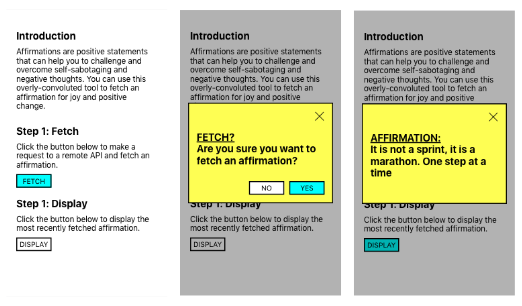 Introduction
Affirmations are positive statements
that can help you to challenge and
overcome self-sabotaging and
negative thoughts. You can use this
overly-convoluted tool to fetch an
affirmation for joy and positive
change.
Step 1: Fetch
Click the button below to make a
request to a remote API and fetch an
affirmation.
FETCH
Step 1: Display
Click the button below to display the
most recently fetched affirmation.
DISPLAY
Introduction
Affirmations are positive statements
that can help you to challenge and
overcome self-sabotaging and
negative thoughts. You can use this
overly-convoluted tool to fetch an
affirmation for joy and positive
FETCH?
Are you sure you want to
fetch an affirmation?
NO
YES
Step 1: Display
Click the button below to display the
most recently fetched affirmation.
DISPLAY
Introduction
Affirmations are positive statements
that can help you to challenge and
overcome self-sabotaging and
negative thoughts. You can use this
overly-convoluted tool to fetch an
affirmation for joy and positive
AFFIRMATION:
It is not a sprint, it is a
marathon. One step at a
time
Step 1: Display
Click the button below to display the
most recently fetched affirmation.
DISPLAY